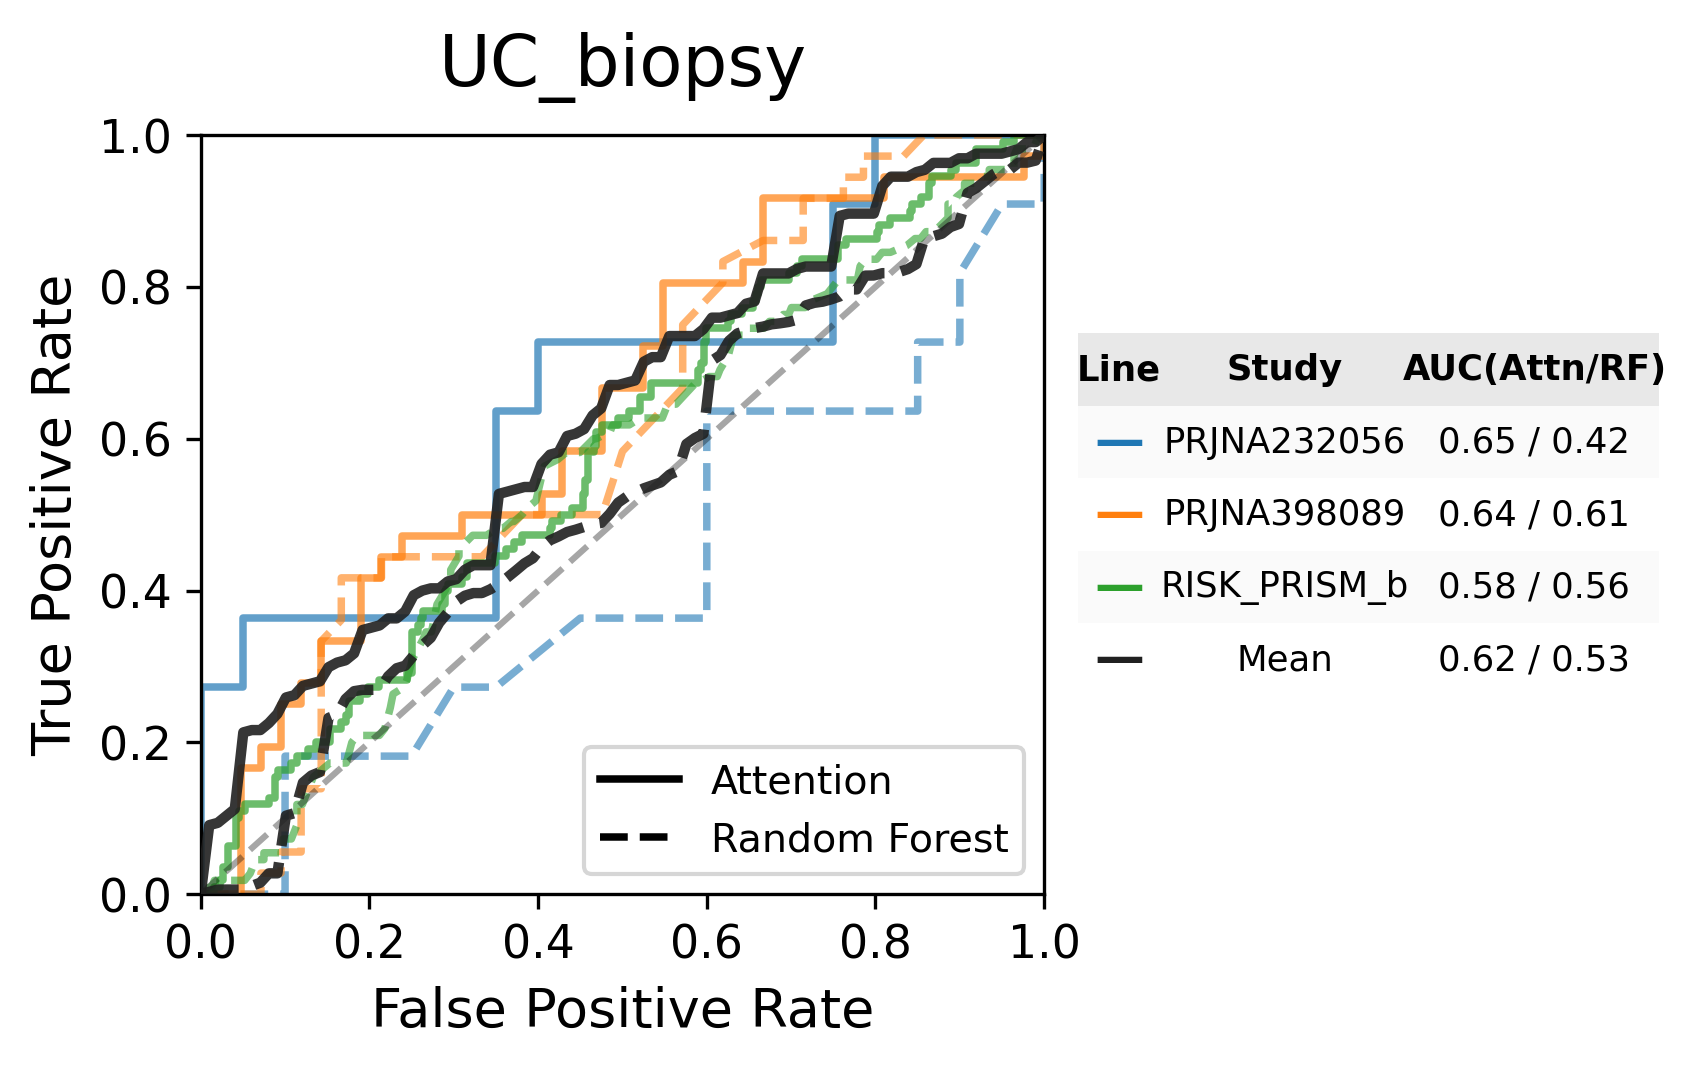 UC_biopsy
True Positive Rate
1.0
0.8
0.6
0.4
0.2
0.0
0.0 0.2 0.4 0.6 0.8 1.0
False Positive Rate
Attention
Random Forest
Line Study AUC(Attn/RF)
PRJNA232056 0.65 / 0.42
PRJNA398089 0.64 / 0.61
RISK_PRISM_b 0.58 / 0.56
Mean 0.62 / 0.53